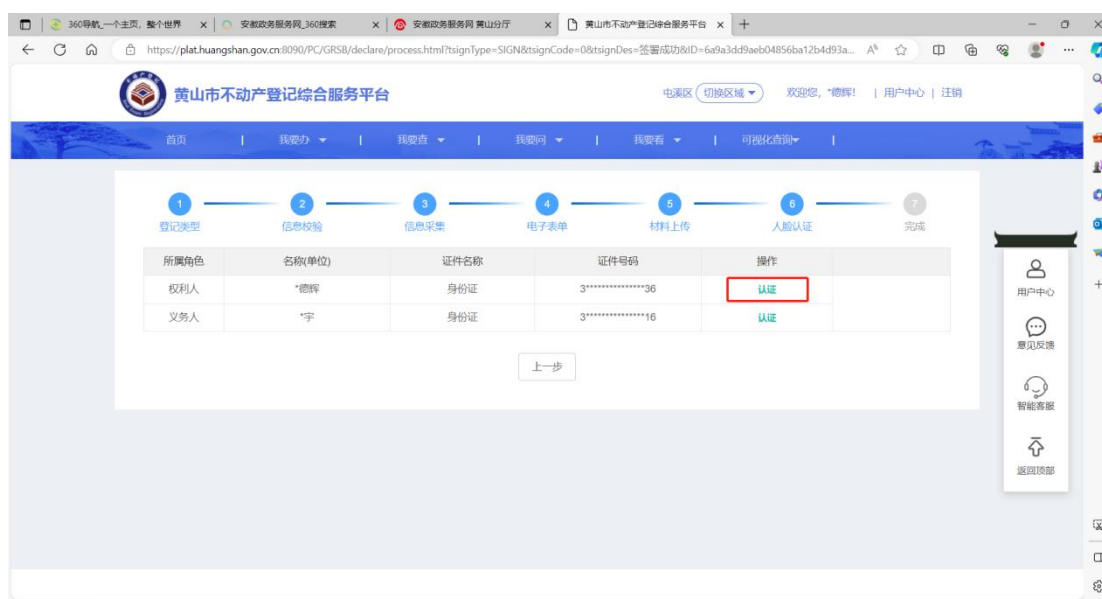 360导航_一个主页，整个世界
安徽政务服务网_360搜索
安徽政务服务网 黄山分厅
黄山市不动产登记综合服务平台
https://plat.huangshan.gov.cn:8090/PC/GRSB/declare/process.html?tsignType=SIGN&tsignCode=0&tsignDes=签署成功&ID=6a9a3dd9aeb04856ba12b4d93a...
黄山市不动产登记综合服务平台
屯溪区 切换区域 欢迎您，*德辉！ | 用户中心 | 注销
首页 | 我要办 | 我要查 | 我要问 | 我要看 | 可视化查询 |
1 2 3 4 5 6 7
登记类型 信息校验 信息采集 电子表单 材料上传 人脸认证 完成
所属角色 名称(单位) 证件名称 证件号码 操作
权利人 *德辉 身份证 3***************36 认证
义务人 *宇 身份证 3***************16 认证
上一步
用户中心
意见反馈
智能客服
返回顶部